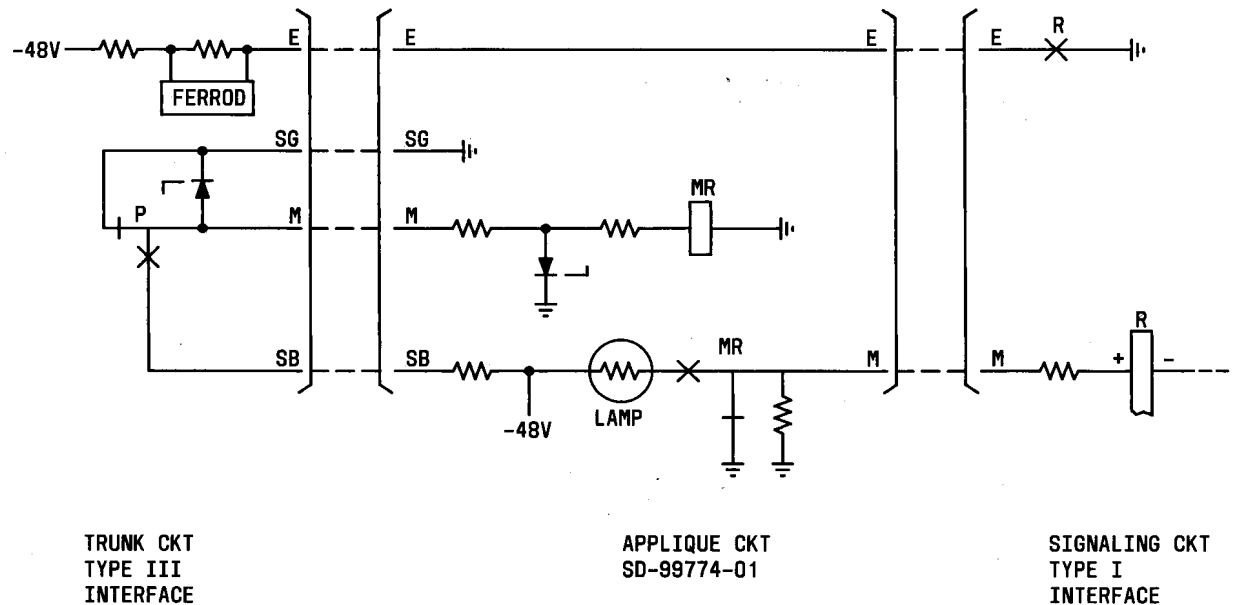 -48V
E
E
E
E
R
FERROD
SG
SG
P
M
M
MR
SB
SB
-48V
LAMP
MR
M
M
R
+
-
TRUNK CKT
TYPE III
INTERFACE
APPLIQUE CKT
SD-99774-01
SIGNALING CKT
TYPE I
INTERFACE